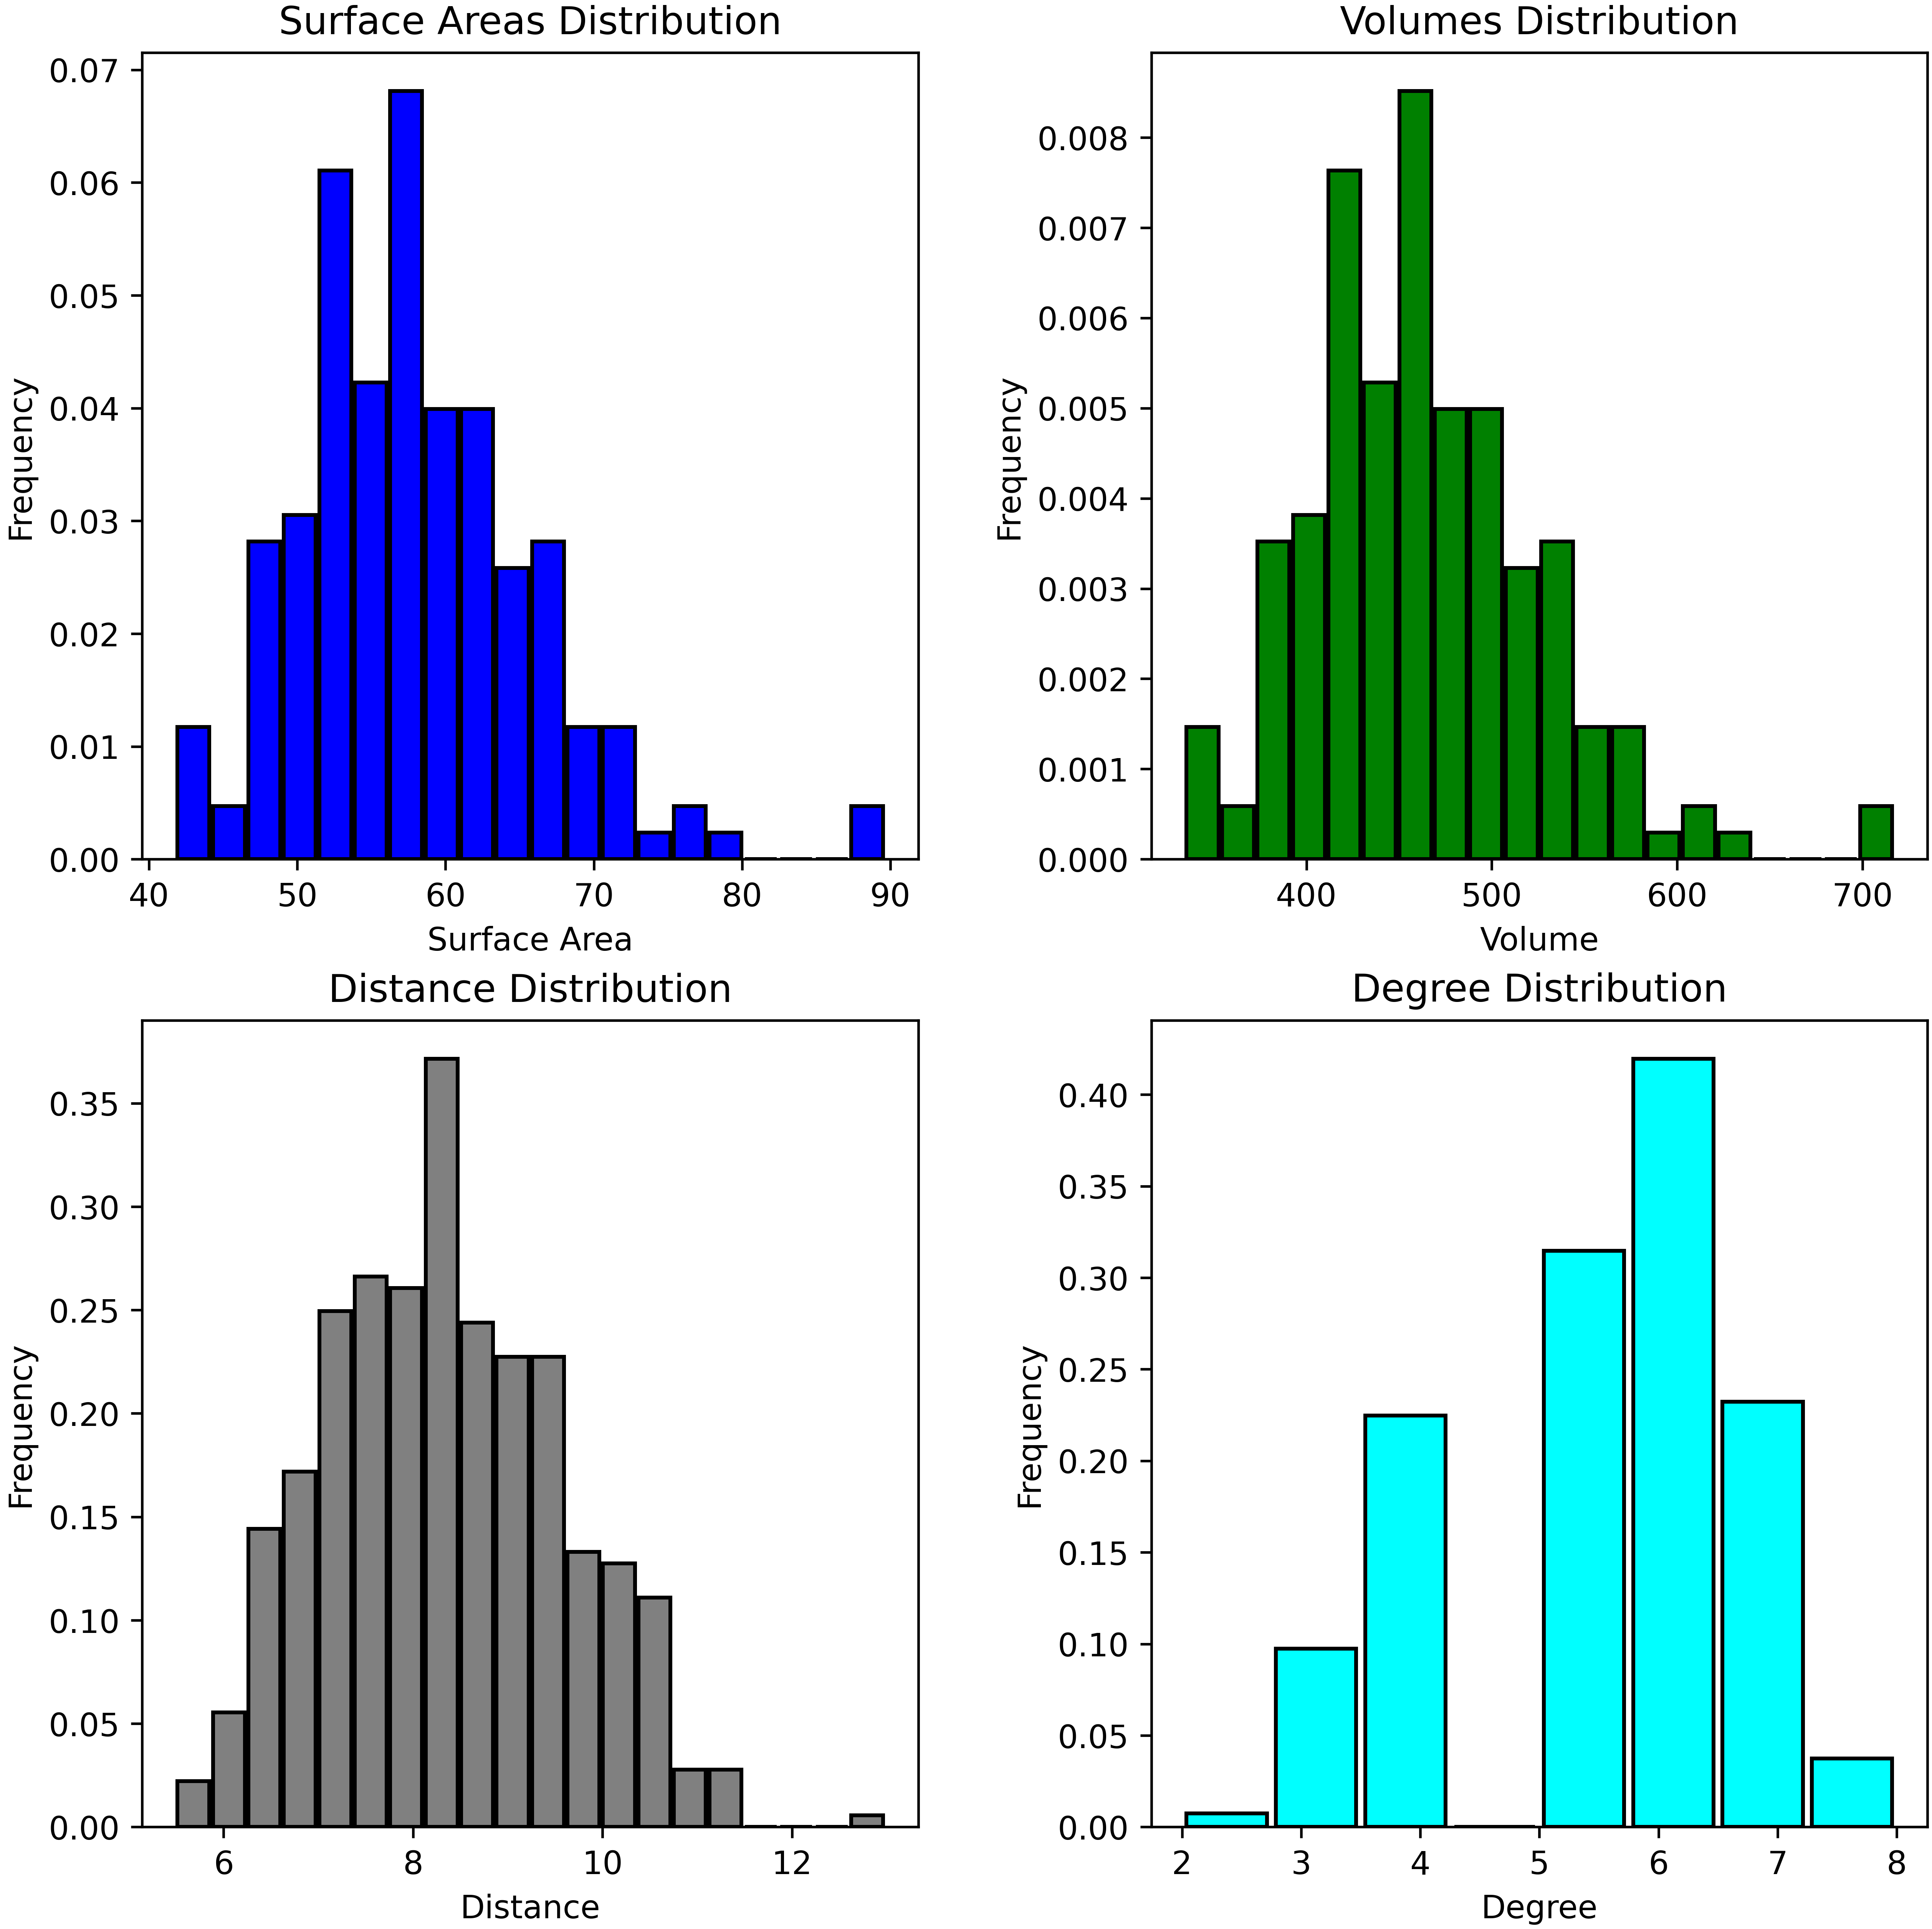 Surface Areas Distribution
0.07
0.06
0.05
0.04
0.03
0.02
0.01
0.00
Frequency
40 50 60 70 80 90
Surface Area
Volumes Distribution
0.008
0.007
0.006
0.005
0.004
0.003
0.002
0.001
0.000
Frequency
400 500 600 700
Volume
Distance Distribution
0.35
0.30
0.25
0.20
0.15
0.10
0.05
0.00
Frequency
6 8 10 12
Distance
Degree Distribution
0.40
0.35
0.30
0.25
0.20
0.15
0.10
0.05
0.00
Frequency
2 3 4 5 6 7 8
Degree